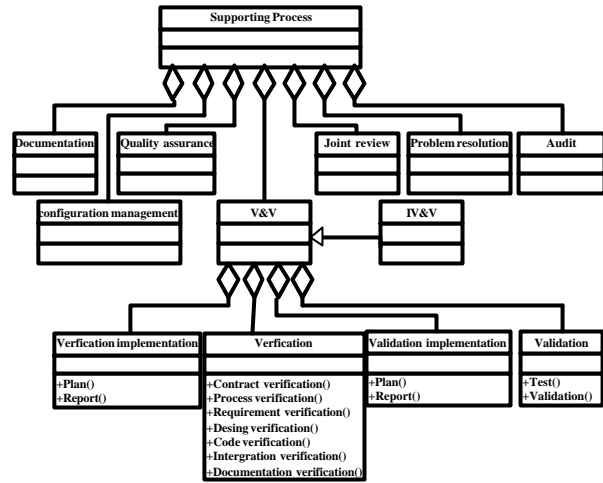 Supporting Process
Documentation
Quality assurance
Joint review
Problem resolution
Audit
configuration management
V&V
IV&V
Verfication implementation
+Plan()
+Report()
Verfication
+Contract verification()
+Process verification()
+Requirement verification()
+Desing verification()
+Code verification()
+Intergration verification()
+Documentation verification()
Validation implementation
+Plan()
+Report()
Validation
+Test()
+Validation()